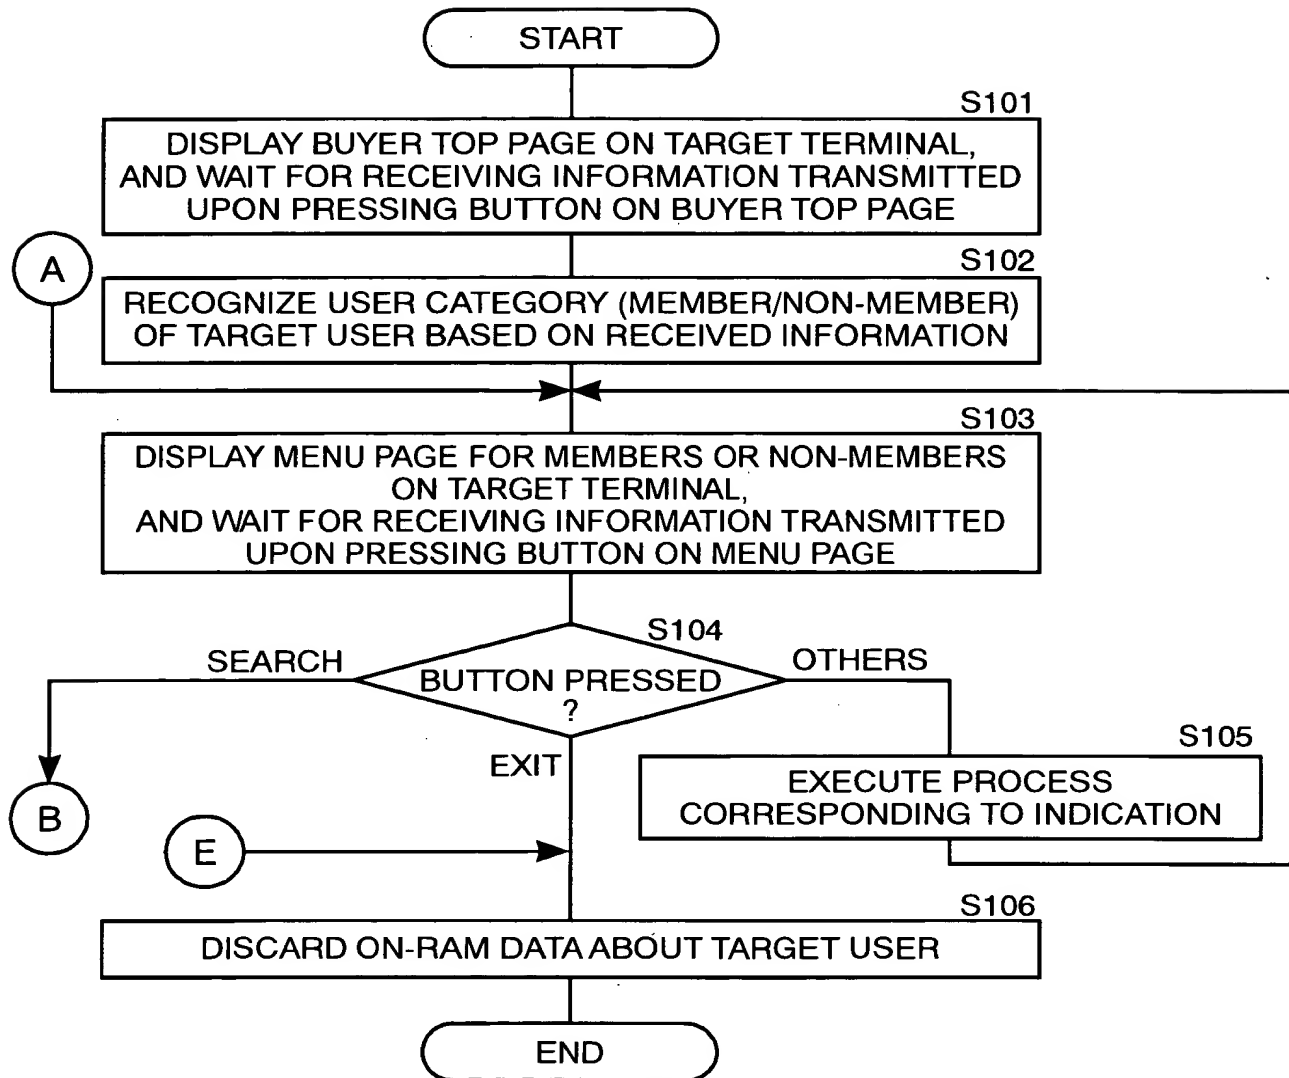 START
S101
DISPLAY BUYER TOP PAGE ON TARGET TERMINAL,
AND WAIT FOR RECEIVING INFORMATION TRANSMITTED
UPON PRESSING BUTTON ON BUYER TOP PAGE
A
S102
RECOGNIZE USER CATEGORY (MEMBER/NON-MEMBER)
OF TARGET USER BASED ON RECEIVED INFORMATION
S103
DISPLAY MENU PAGE FOR MEMBERS OR NON-MEMBERS
ON TARGET TERMINAL,
AND WAIT FOR RECEIVING INFORMATION TRANSMITTED
UPON PRESSING BUTTON ON MENU PAGE
S104
SEARCH
BUTTON PRESSED
?
OTHERS
EXIT
S105
EXECUTE PROCESS
CORRESPONDING TO INDICATION
B
E
S106
DISCARD ON-RAM DATA ABOUT TARGET USER
END